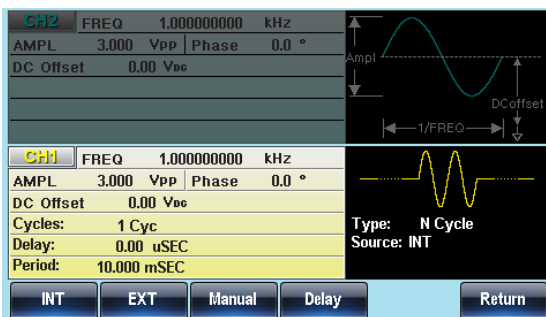 CH2 FREQ 1.000000000 kHz
AMPL 3.000 Vpp Phase 0.0 °
DC Offset 0.00 VDC
Ampl
DCoffset
1/FREQ
CH1 FREQ 1.000000000 kHz
AMPL 3.000 Vpp Phase 0.0 °
DC Offset 0.00 VDC
Cycles: 1 Cyc
Delay: 0.00 uSEC
Period: 10.000 mSEC
Type: N Cycle
Source: INT
INT EXT Manual Delay Return